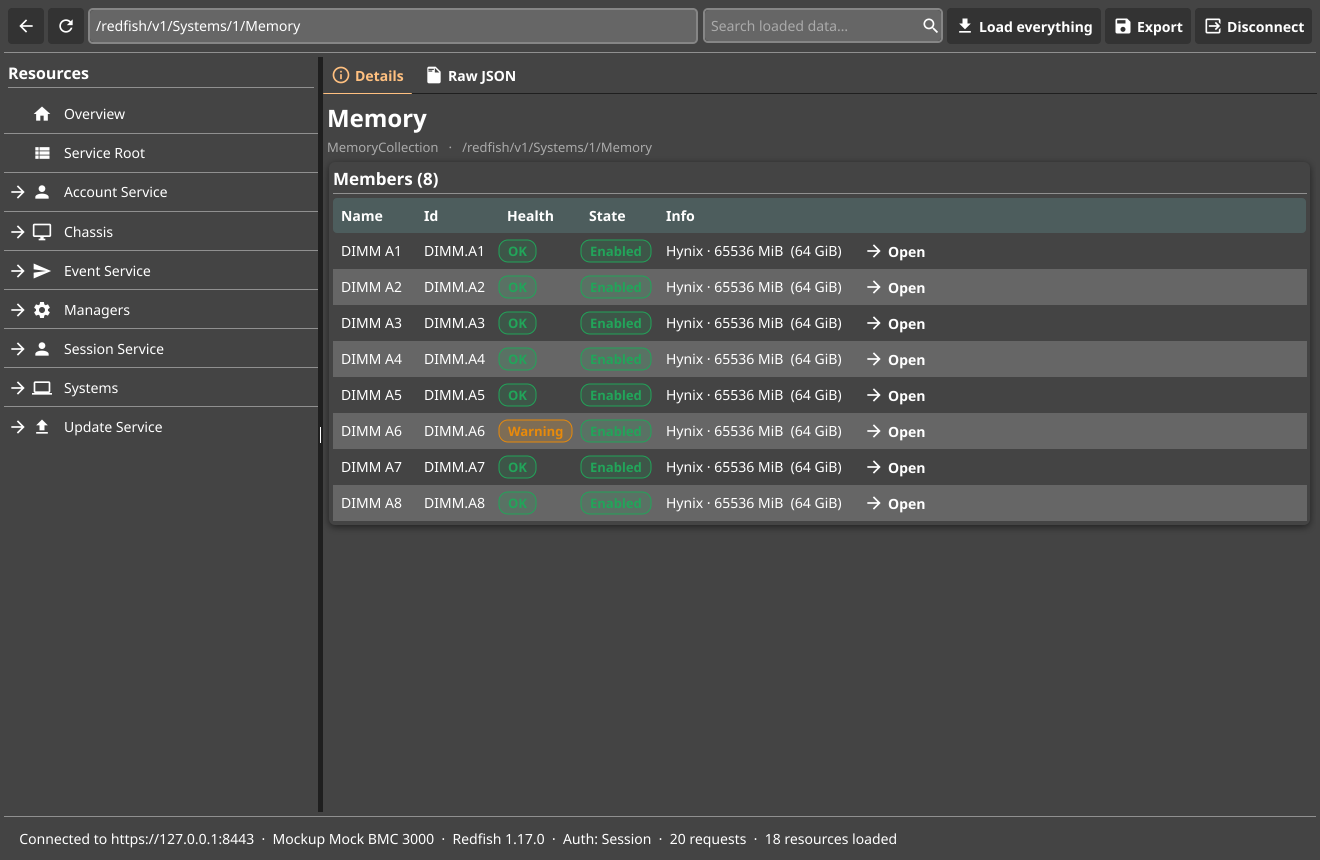 /redfish/v1/Systems/1/Memory
Search loaded data...
Load everything
Export
Disconnect
Resources
Overview
Service Root
Account Service
Chassis
Event Service
Managers
Session Service
Systems
Update Service
Details
Raw JSON
Memory
MemoryCollection · /redfish/v1/Systems/1/Memory
Members (8)
Name Id Health State Info
DIMM A1 DIMM.A1 OK Enabled Hynix · 65536 MiB (64 GiB) Open
DIMM A2 DIMM.A2 OK Enabled Hynix · 65536 MiB (64 GiB) Open
DIMM A3 DIMM.A3 OK Enabled Hynix · 65536 MiB (64 GiB) Open
DIMM A4 DIMM.A4 OK Enabled Hynix · 65536 MiB (64 GiB) Open
DIMM A5 DIMM.A5 OK Enabled Hynix · 65536 MiB (64 GiB) Open
DIMM A6 DIMM.A6 Warning Enabled Hynix · 65536 MiB (64 GiB) Open
DIMM A7 DIMM.A7 OK Enabled Hynix · 65536 MiB (64 GiB) Open
DIMM A8 DIMM.A8 OK Enabled Hynix · 65536 MiB (64 GiB) Open
Connected to https://127.0.0.1:8443 · Mockup Mock BMC 3000 · Redfish 1.17.0 · Auth: Session · 20 requests · 18 resources loaded